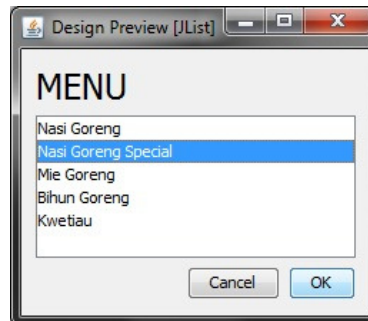 Design Preview [JList]
MENU
Nasi Goreng
Nasi Goreng Special
Mie Goreng
Bihun Goreng
Kwetiau
Cancel OK